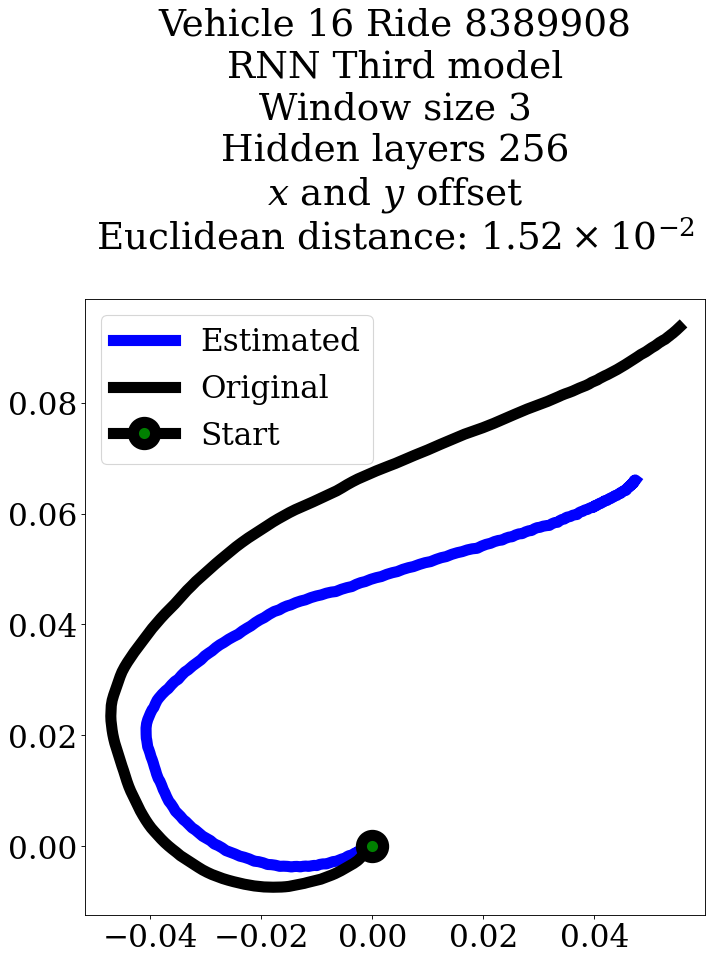 Vehicle 16 Ride 8389908
RNN Third model
Window size 3
Hidden layers 256
x and y offset
Euclidean distance: 1.52 × 10⁻²
Estimated
Original
Start
0.08
0.06
0.04
0.02
0.00
−0.04 −0.02 0.00 0.02 0.04